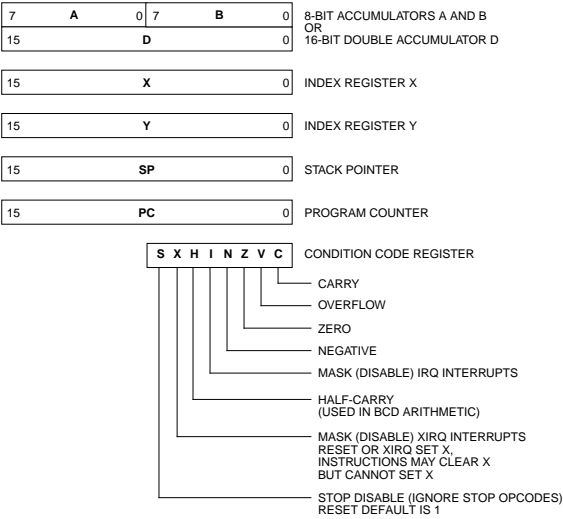 7 A 0 7 B 0 8-BIT ACCUMULATORS A AND B
OR
15 D 0 16-BIT DOUBLE ACCUMULATOR D
15 X 0 INDEX REGISTER X
15 Y 0 INDEX REGISTER Y
15 SP 0 STACK POINTER
15 PC 0 PROGRAM COUNTER
S X H I N Z V C CONDITION CODE REGISTER
CARRY
OVERFLOW
ZERO
NEGATIVE
MASK (DISABLE) IRQ INTERRUPTS
HALF-CARRY
(USED IN BCD ARITHMETIC)
MASK (DISABLE) XIRQ INTERRUPTS
RESET OR XIRQ SET X,
INSTRUCTIONS MAY CLEAR X
BUT CANNOT SET X
STOP DISABLE (IGNORE STOP OPCODES)
RESET DEFAULT IS 1